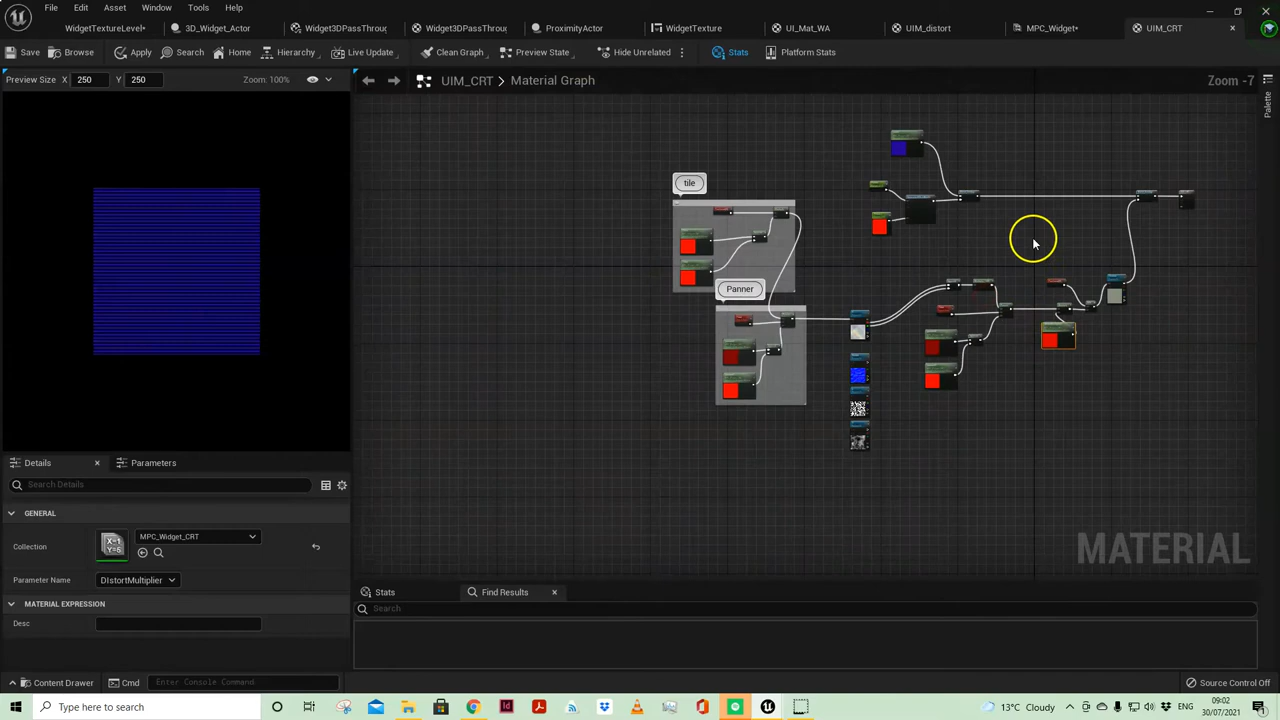 File Edit Asset Window Tools Help
WidgetTextureLevel• 3D_Widget_Actor Widget3DPassThrou Widget3DPassThrou ProximityActor WidgetTexture UI_Mat_WA UIM_distort MPC_Widget• UIM_CRT
Save Browse Apply Search Home Hierarchy Live Update Clean Graph Preview State Hide Unrelated Stats Platform Stats
Preview Size X 250 Y 250 Zoom: 100%
UIM_CRT > Material Graph
Zoom -7
Palette
tile
Panner
MATERIAL
Details Parameters
Search Details
GENERAL
Collection MPC_Widget_CRT
Parameter Name DIstortMultiplier
MATERIAL EXPRESSION
Desc
Stats Find Results
Search
Content Drawer Cmd Enter Console Command Source Control Off
Type here to search
13°C Cloudy
09:02
30/07/2021